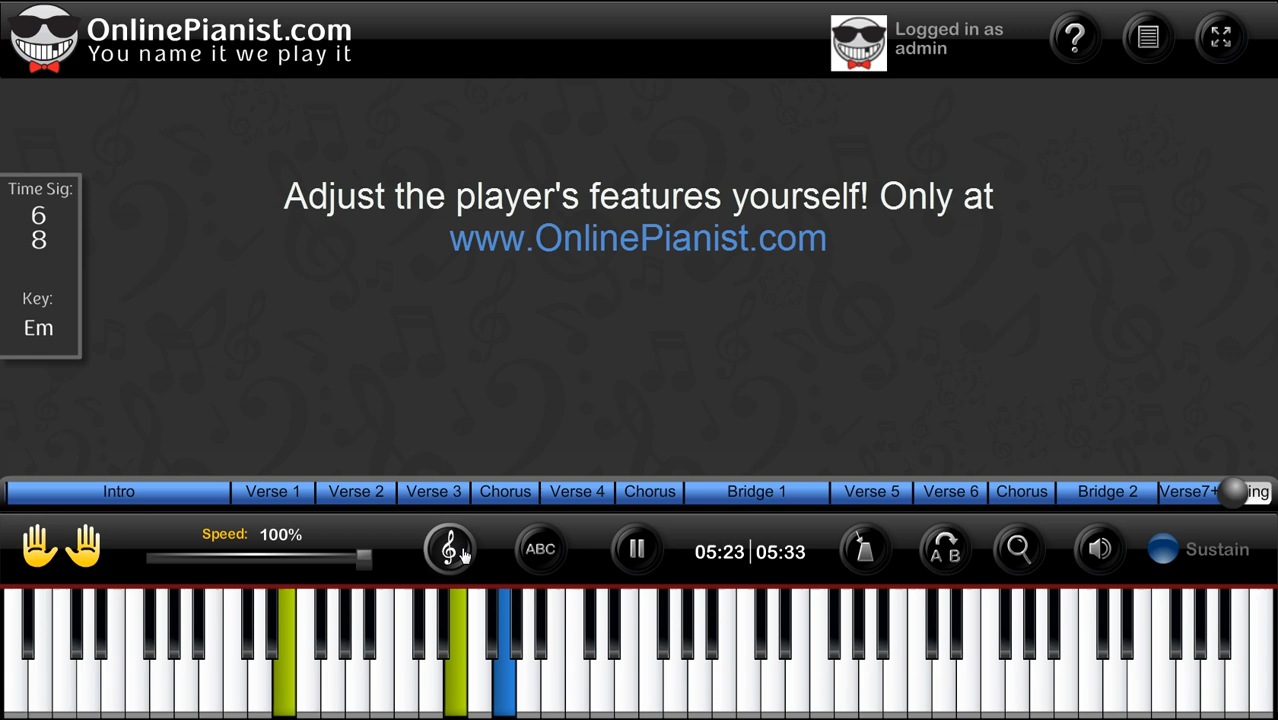 OnlinePianist.com
You name it we play it
Logged in as
admin
?
Time Sig:
6
8
Key:
Em
Adjust the player's features yourself! Only at
www.OnlinePianist.com
Intro Verse 1 Verse 2 Verse 3 Chorus Verse 4 Chorus Bridge 1 Verse 5 Verse 6 Chorus Bridge 2 Verse7+ ing
Speed: 100%
ABC
05:23|05:33
A B
Sustain